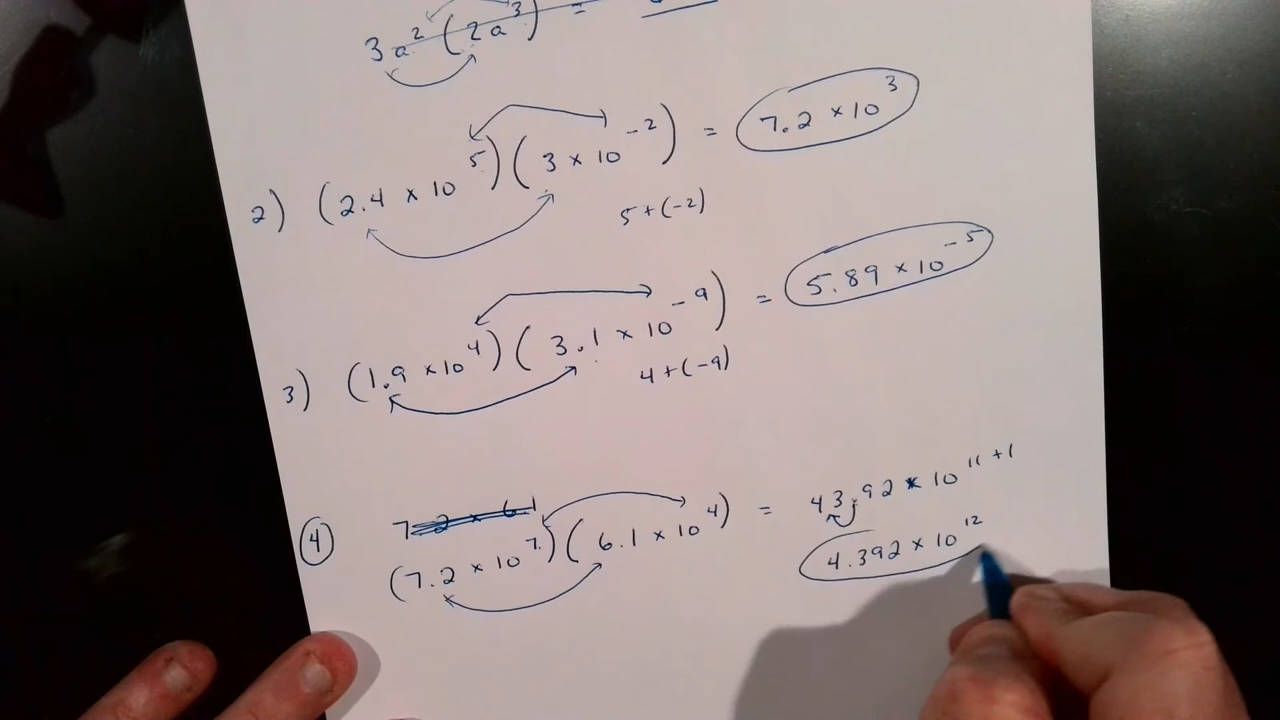 3a² (2a³) =
2) (2.4 × 10⁵)(3 × 10⁻²) = 7.2 × 10³
5 + (-2)
3) (1.9 × 10⁴)(3.1 × 10⁻⁹) = 5.89 × 10⁻⁵
4 + (-9)
4 (7.2 × 10⁷)(6.1 × 10⁴) = 43.92 × 10¹¹⁺¹
4.392 × 10¹²